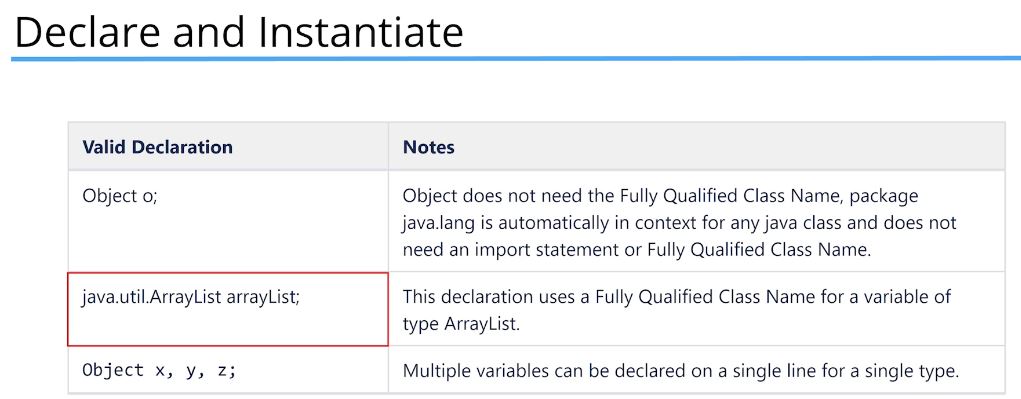 Declare and Instantiate
Valid Declaration
Notes
Object o;
Object does not need the Fully Qualified Class Name, package
java.lang is automatically in context for any java class and does not
need an import statement or Fully Qualified Class Name.
java.util.ArrayList arrayList;
This declaration uses a Fully Qualified Class Name for a variable of
type ArrayList.
Object x, y, z;
Multiple variables can be declared on a single line for a single type.